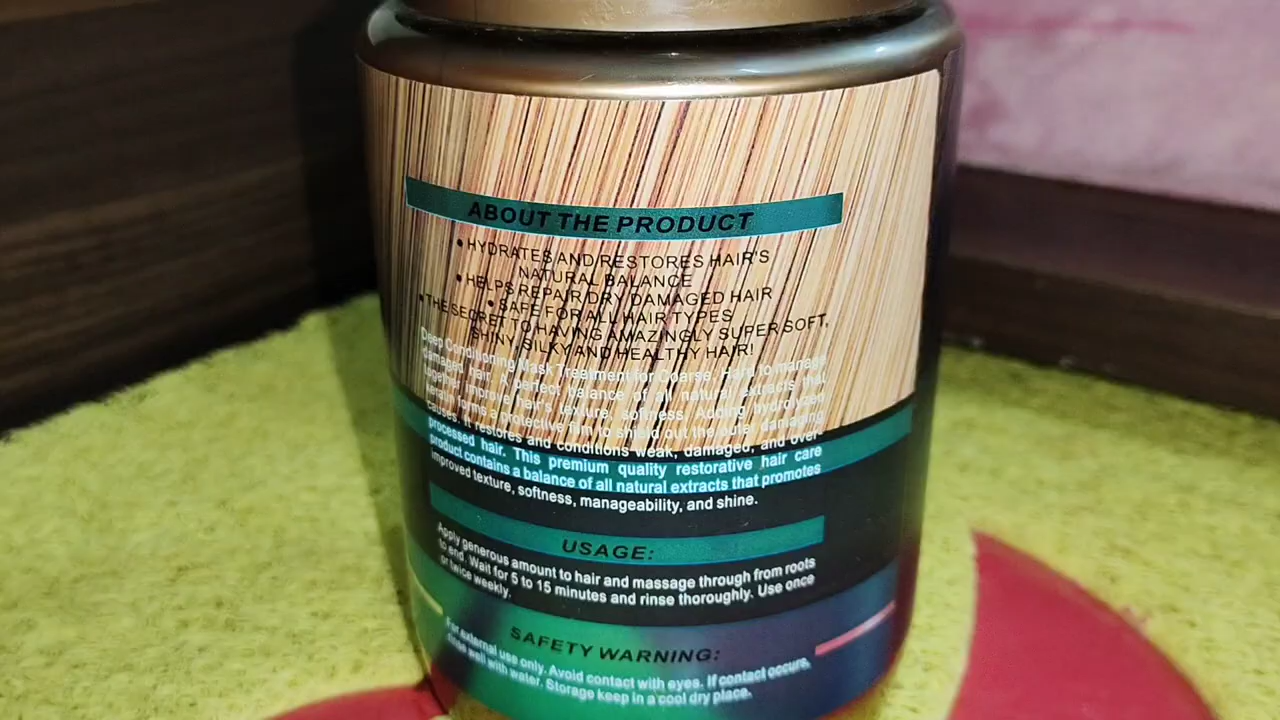 ABOUT THE PRODUCT
• HYDRATES AND RESTORES HAIR'S
NATURAL BALANCE
• HELPS REPAIR DRY DAMAGED HAIR
• SAFE FOR ALL HAIR TYPES
• THE SECRET TO HAVING AMAZINGLY SUPER SOFT,
SHINY, SILKY AND HEALTHY HAIR!
Deep Conditioning Mask Treatment for Coarse, Hard to manage
damaged hair. A perfect balance of all natural extracts that
together improve hair's texture, softness. Adding hydrolyzed
keratin forms a protective film to shield out the outer damaging
causes. It restores and conditions weak, damaged, and over-
processed hair. This premium quality restorative hair care
product contains a balance of all natural extracts that promotes
improved texture, softness, manageability, and shine.
USAGE:
Apply generous amount to hair and massage through from roots
to end. Wait for 5 to 15 minutes and rinse thoroughly. Use once
or twice weekly.
SAFETY WARNING:
For external use only. Avoid contact with eyes. If contact occurs,
rinse well with water. Storage keep in a cool dry place.